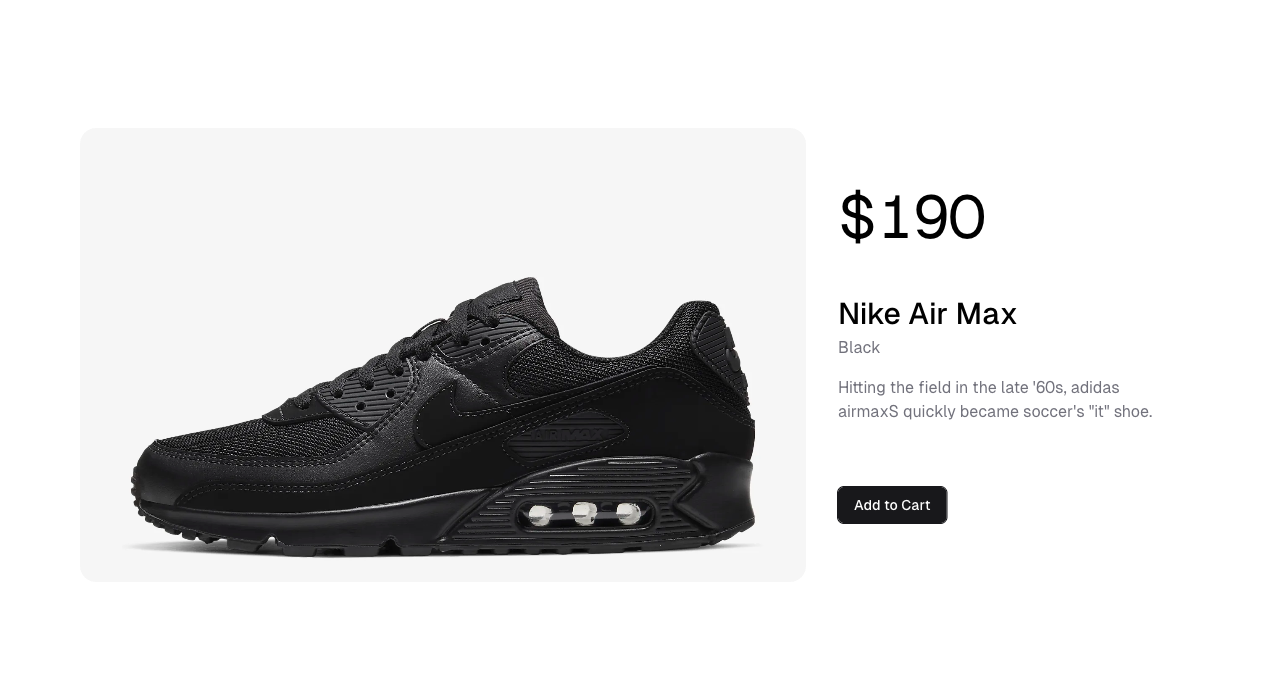 $190
Nike Air Max
Black
Hitting the field in the late '60s, adidas
airmaxS quickly became soccer's "it" shoe.
Add to Cart